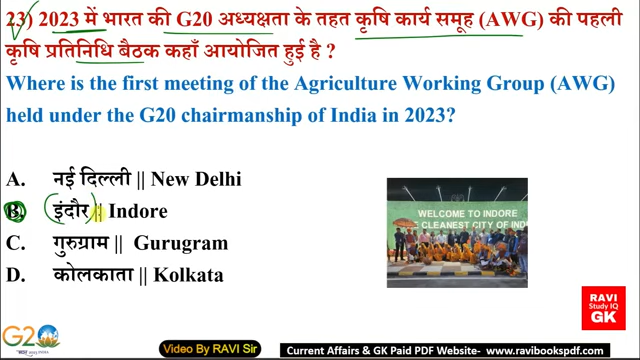 23) 2023 में भारत की G20 अध्यक्षता के तहत कृषि कार्य समूह (AWG) की पहली
कृषि प्रतिनिधि बैठक कहाँ आयोजित हुई है ?
Where is the first meeting of the Agriculture Working Group (AWG)
held under the G20 chairmanship of India in 2023?
A. नई दिल्ली || New Delhi
B. इंदौर || Indore
C. गुरुग्राम || Gurugram
D. कोलकाता || Kolkata
WELCOME TO INDORE
CLEANEST CITY OF INDIA
RAVI
Study IQ
GK
G20
Video By RAVI Sir
Current Affairs & GK Paid PDF Website- www.ravibookspdf.com